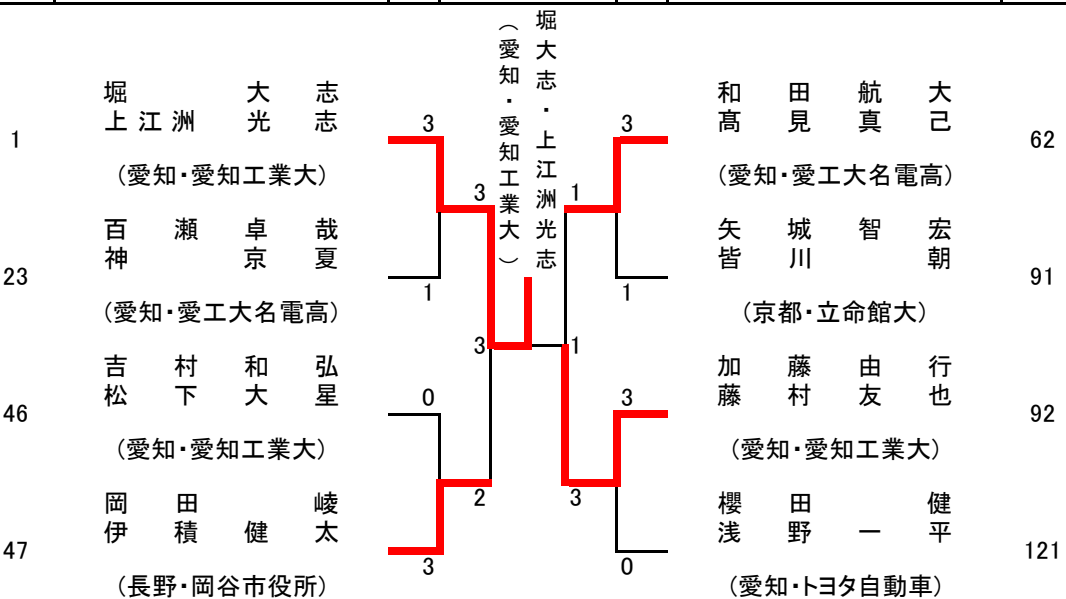 堀大志・上江洲光志
（愛知・愛知工業大）
1
堀 大 志
上 江 洲 光 志
（愛知・愛知工業大）
3
23
百 瀬 卓 哉
神 京 夏
（愛知・愛工大名電高）
1
3
46
吉 村 和 弘
松 下 大 星
（愛知・愛知工業大）
0
47
岡 田 崚
伊 積 健 太
（長野・岡谷市役所）
3
2
3
1
62
和 田 航 大
髙 見 真 己
（愛知・愛工大名電高）
3
91
矢 城 智 宏
皆 川 朝
（京都・立命館大）
1
1
92
加 藤 由 行
藤 村 友 也
（愛知・愛知工業大）
3
121
櫻 田 健
浅 野 一 平
（愛知・トヨタ自動車）
0
3